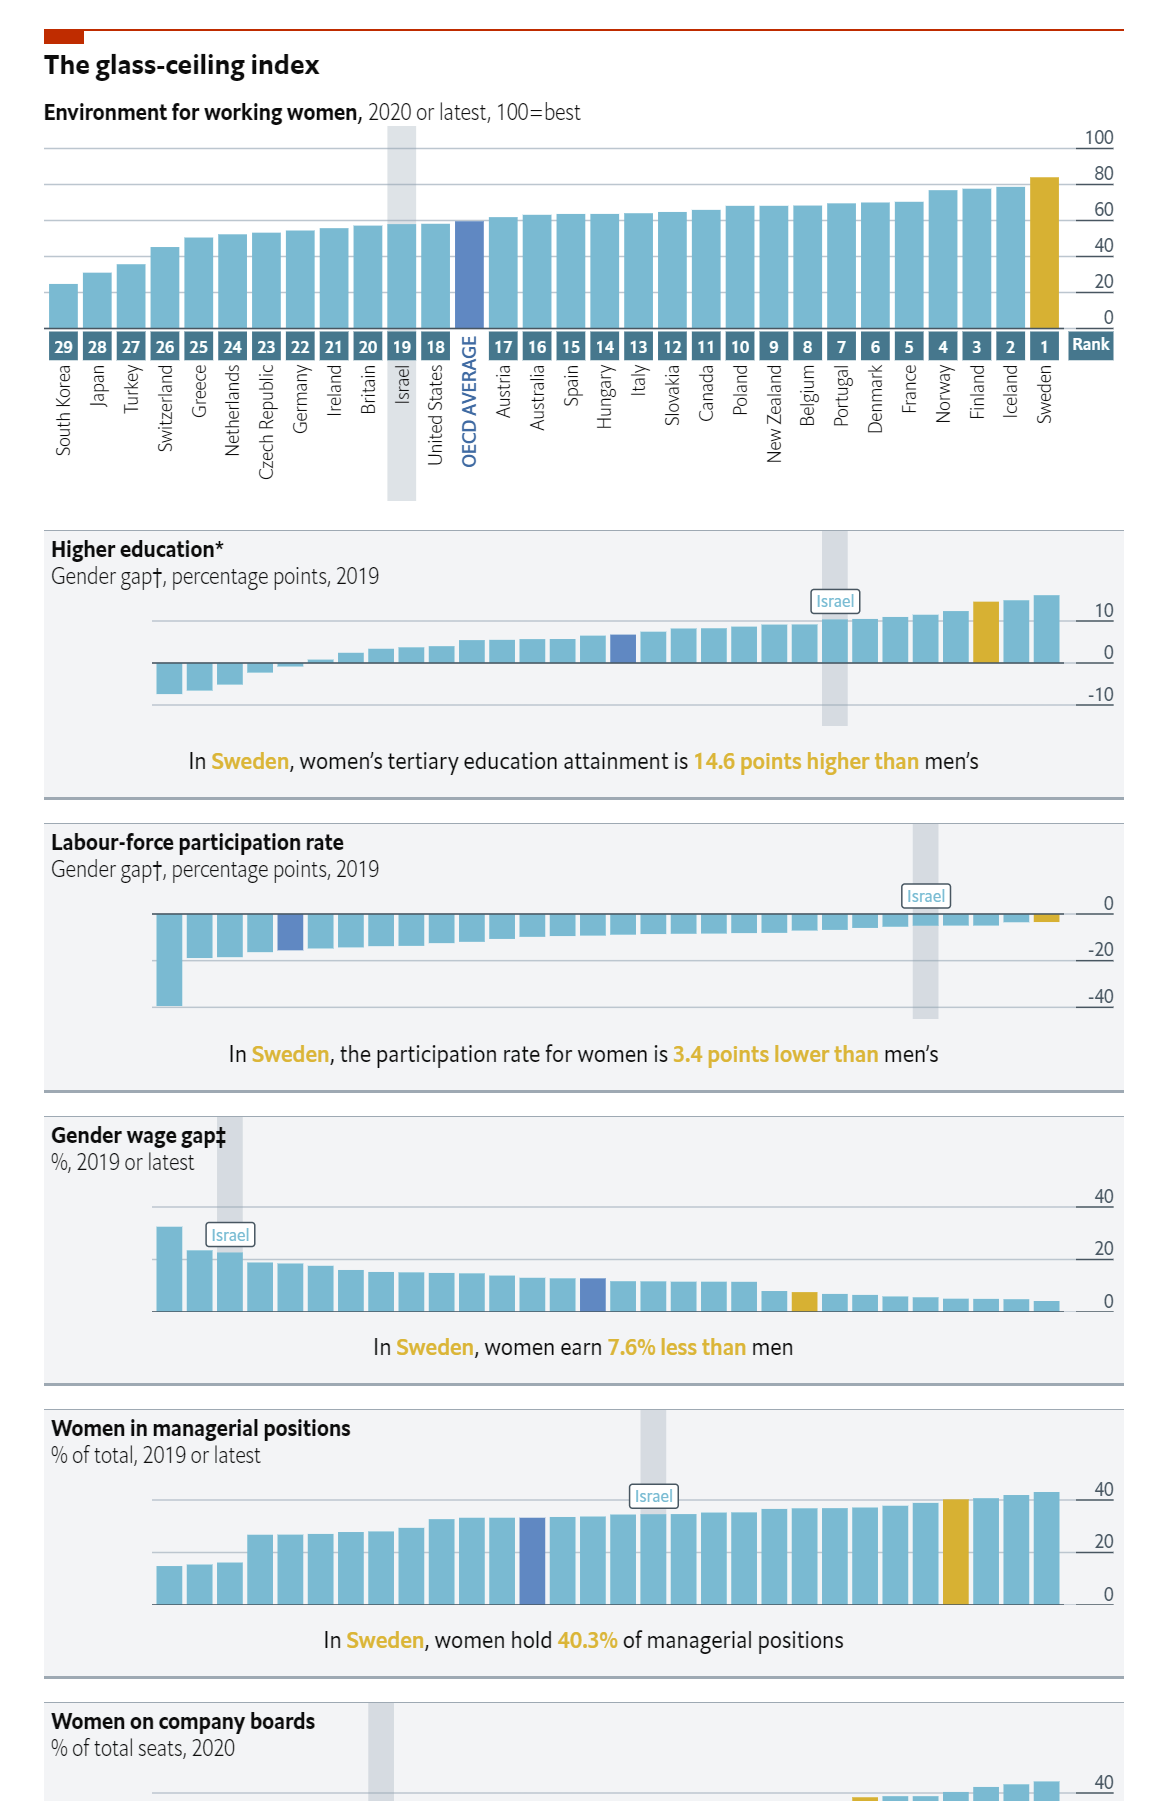 The glass-ceiling index
Environment for working women, 2020 or latest, 100=best
100
80
60
40
20
0
29 28 27 26 25 24 23 22 21 20 19 18 17 16 15 14 13 12 11 10 9 8 7 6 5 4 3 2 1 Rank
South Korea
Japan
Turkey
Switzerland
Greece
Netherlands
Czech Republic
Germany
Ireland
Britain
Israel
United States
OECD AVERAGE
Austria
Australia
Spain
Hungary
Italy
Slovakia
Canada
Poland
New Zealand
Belgium
Portugal
Denmark
France
Norway
Finland
Iceland
Sweden
Higher education*
Gender gap†, percentage points, 2019
Israel
10
0
-10
In Sweden, women’s tertiary education attainment is 14.6 points higher than men’s
Labour-force participation rate
Gender gap†, percentage points, 2019
Israel
0
-20
-40
In Sweden, the participation rate for women is 3.4 points lower than men’s
Gender wage gap‡
%, 2019 or latest
40
Israel
20
0
In Sweden, women earn 7.6% less than men
Women in managerial positions
% of total, 2019 or latest
Israel
40
20
0
In Sweden, women hold 40.3% of managerial positions
Women on company boards
% of total seats, 2020
40